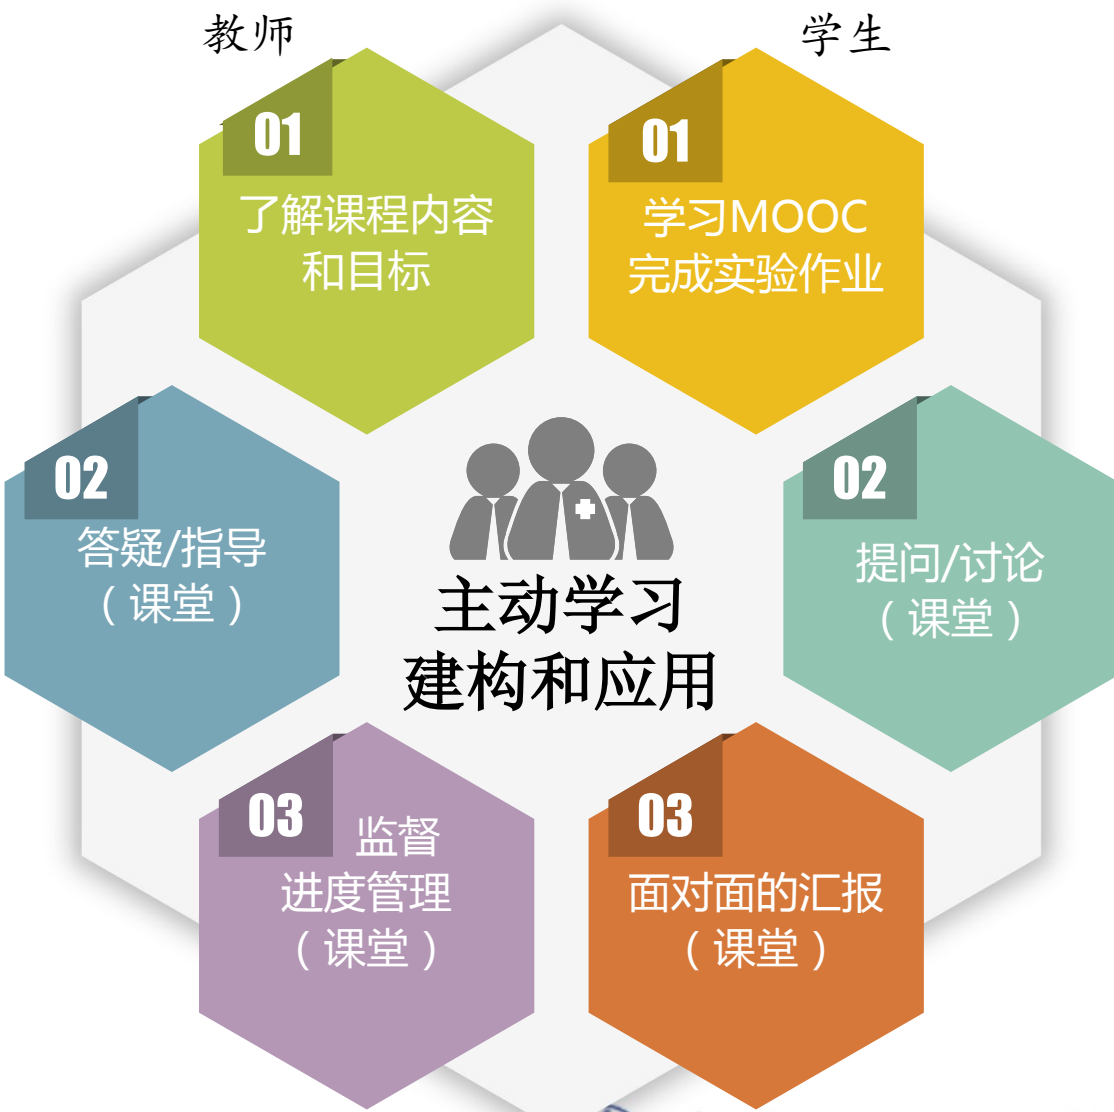 教师
学生
01
了解课程内容
和目标
01
学习MOOC
完成实验作业
02
答疑/指导
（课堂）
02
提问/讨论
（课堂）
主动学习
建构和应用
03
监督
进度管理
（课堂）
03
面对面的汇报
（课堂）